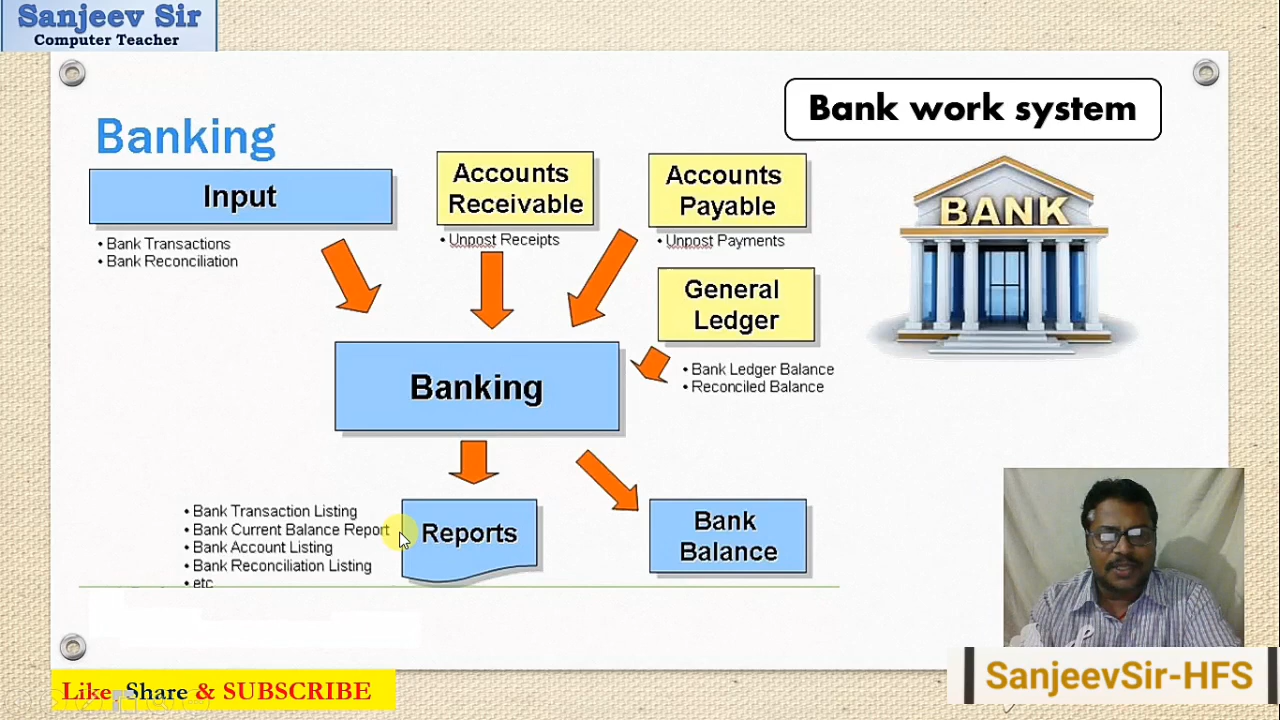 Sanjeev Sir
Computer Teacher
Bank work system
Banking
Input
• Bank Transactions
• Bank Reconciliation
Accounts
Receivable
• Unpost Receipts
Accounts
Payable
• Unpost Payments
General
Ledger
• Bank Ledger Balance
• Reconciled Balance
BANK
Banking
• Bank Transaction Listing
• Bank Current Balance Report
• Bank Account Listing
• Bank Reconciliation Listing
• etc
Reports
Bank
Balance
Like Share & SUBSCRIBE
SanjeevSir-HFS